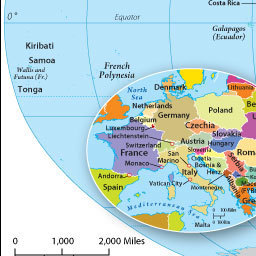 Costa Rica
0°
Equator
0°
Galapagos
(Ecuador)
Kiribati
Samoa
Wallis and
Futuna (Fr.)
Tonga
French
Polynesia
North
Sea
Denmark
Lithuania
Netherlands
Belgium
Germany
Poland
Luxembourg
Czechia
Liechtenstein
Slovakia
Switzerland
Austria
Hungary
France
Slovenia
Monaco
San
Marino
Croatia
Bosnia &
Herz.
Serbia
Andorra
Italy
Spain
Vatican City
Montenegro
Mediterranean Sea
0
1,000
2,000 Miles